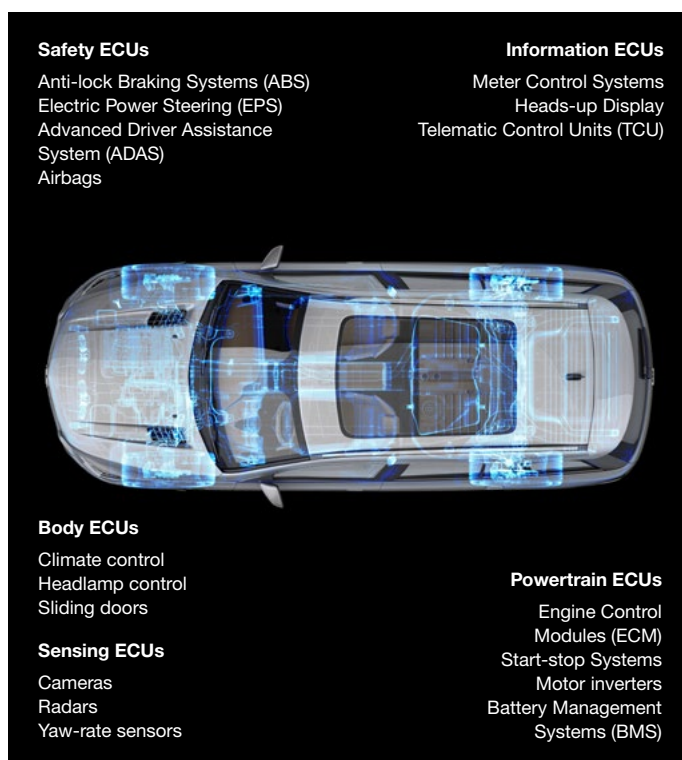 Safety ECUs
Anti-lock Braking Systems (ABS)
Electric Power Steering (EPS)
Advanced Driver Assistance
System (ADAS)
Airbags
Information ECUs
Meter Control Systems
Heads-up Display
Telematic Control Units (TCU)
Body ECUs
Climate control
Headlamp control
Sliding doors
Sensing ECUs
Cameras
Radars
Yaw-rate sensors
Powertrain ECUs
Engine Control
Modules (ECM)
Start-stop Systems
Motor inverters
Battery Management
Systems (BMS)